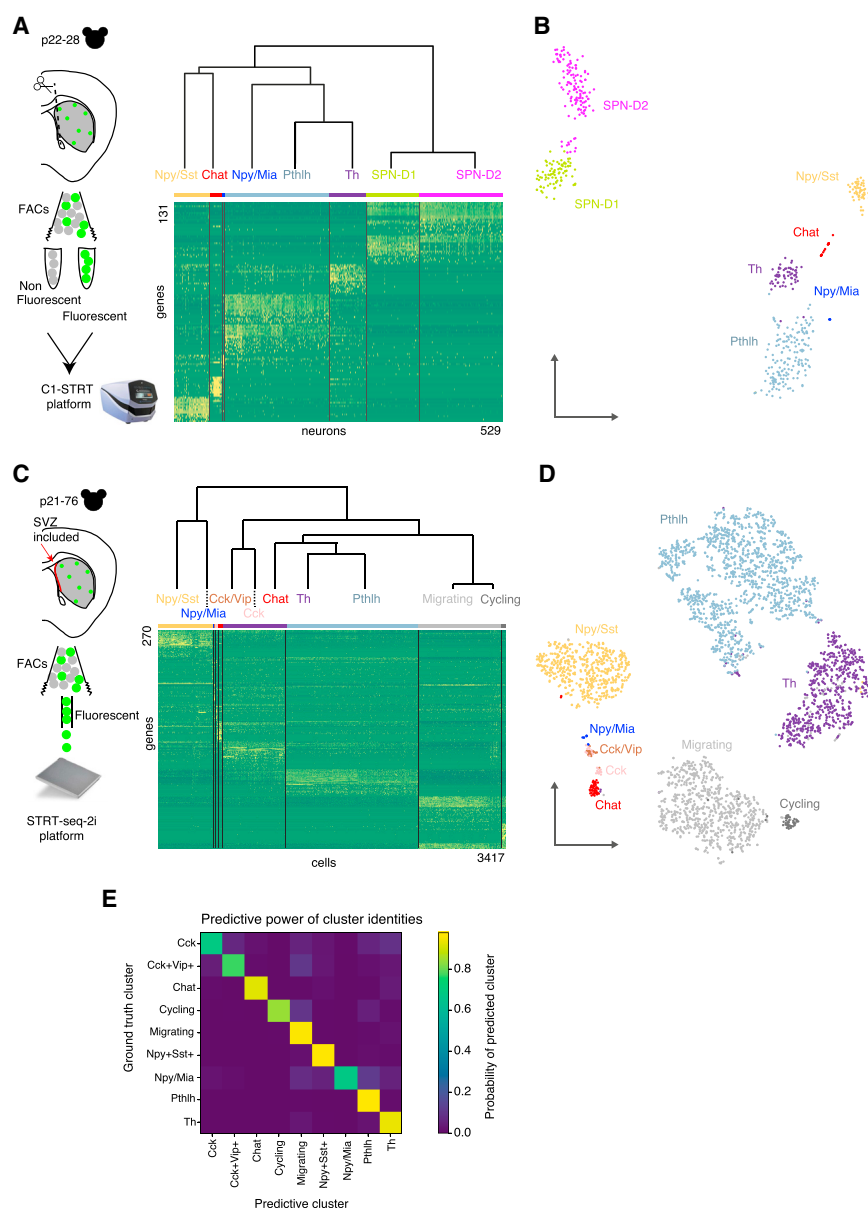 A
p22-28
FACs
Non
Fluorescent
Fluorescent
C1-STRT
platform
Npy/Sst Chat Npy/Mia Pthlh Th SPN-D1 SPN-D2
131
genes
neurons 529
B
SPN-D2
SPN-D1
Npy/Sst
Chat
Th
Npy/Mia
Pthlh
C
p21-76
SVZ
included
FACs
Fluorescent
STRT-seq-2i
platform
Npy/Sst Cck/Vip Chat Th Pthlh Migrating Cycling
Npy/Mia Cck
270
genes
cells 3417
D
Pthlh
Npy/Sst
Th
Npy/Mia
Cck/Vip
Cck
Chat
Migrating
Cycling
E
Predictive power of cluster identities
Ground truth cluster
Cck
Cck+Vip+
Chat
Cycling
Migrating
Npy+Sst+
Npy/Mia
Pthlh
Th
Cck
Cck+Vip+
Chat
Cycling
Migrating
Npy+Sst+
Npy/Mia
Pthlh
Th
Predictive cluster
0.8
0.6
0.4
0.2
0.0
Probability of predicted cluster